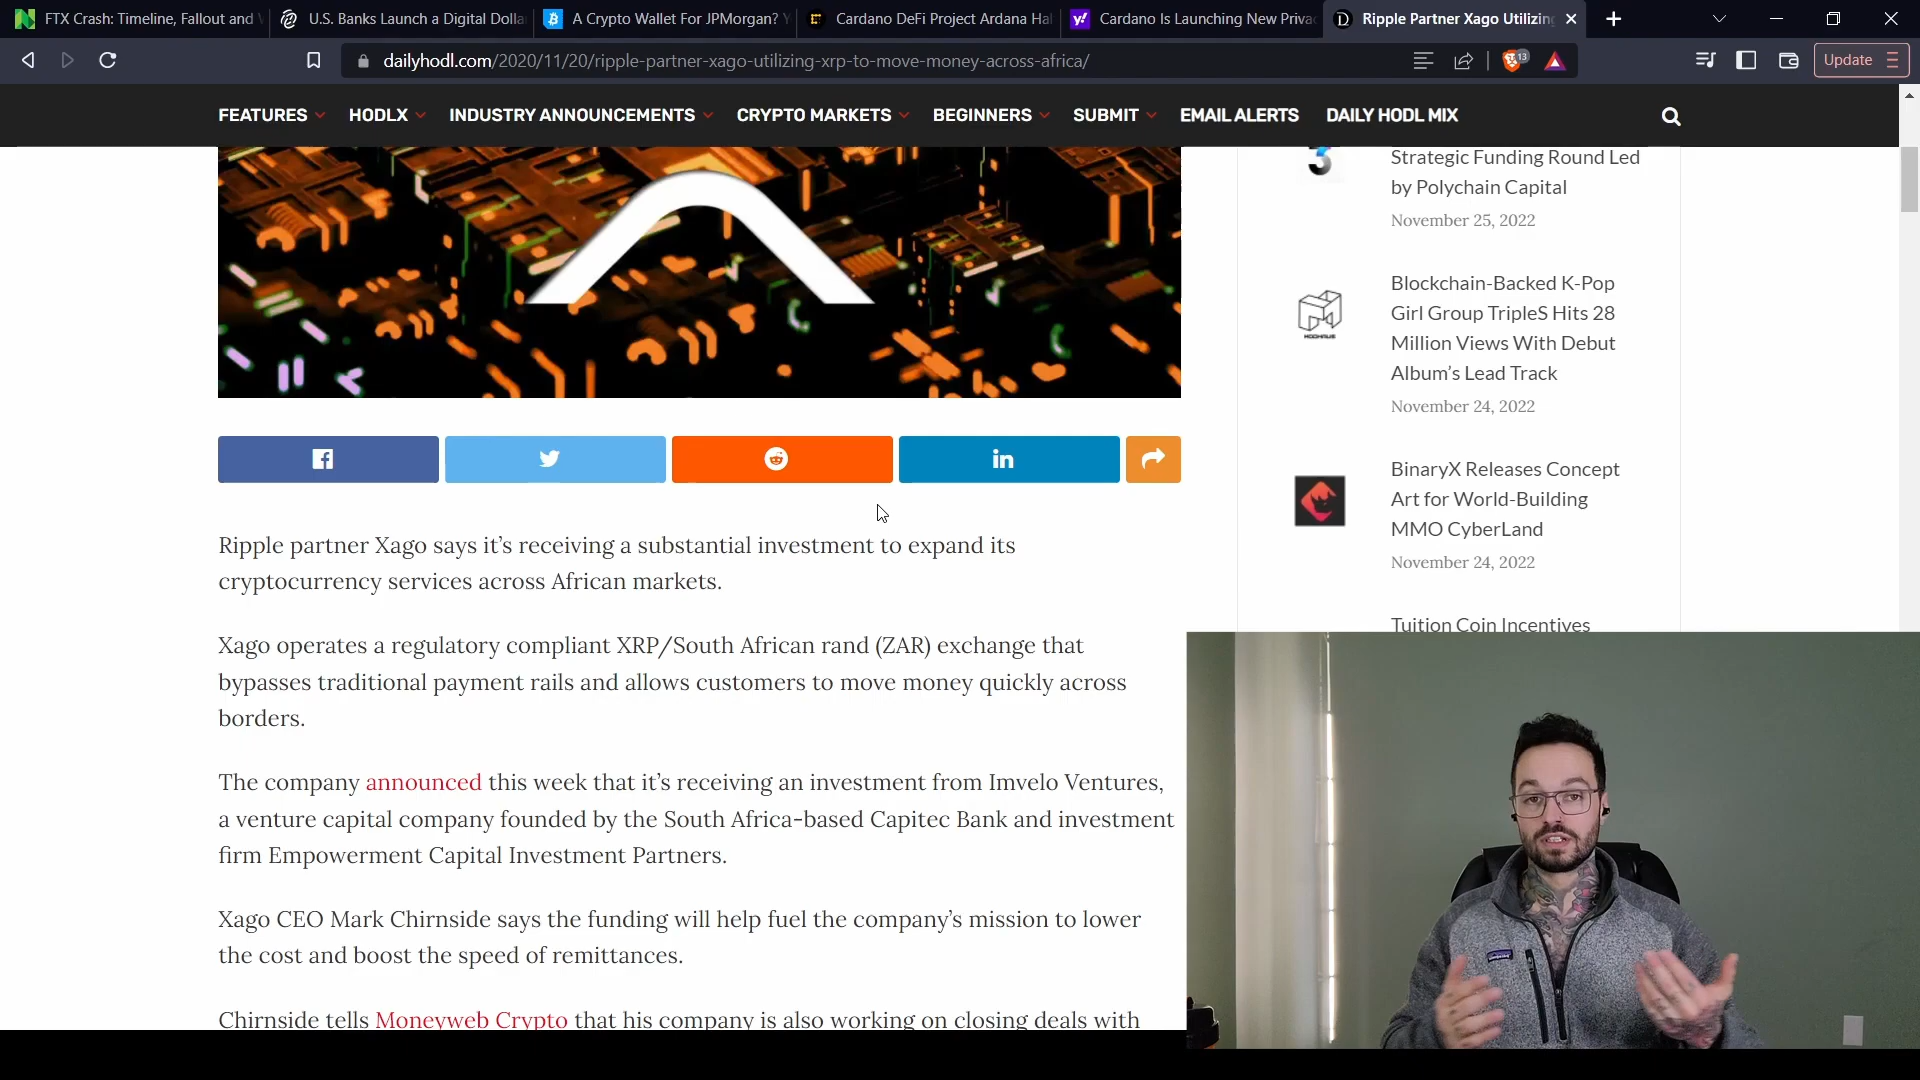 FTX Crash: Timeline, Fallout and
U.S. Banks Launch a Digital Dolla
A Crypto Wallet For JPMorgan?
Cardano DeFi Project Ardana Hal
Cardano Is Launching New Priva
Ripple Partner Xago Utilizin
dailyhodl.com/2020/11/20/ripple-partner-xago-utilizing-xrp-to-move-money-across-africa/
13
Update
FEATURES
HODLX
INDUSTRY ANNOUNCEMENTS
CRYPTO MARKETS
BEGINNERS
SUBMIT
EMAIL ALERTS
DAILY HODL MIX
Ripple partner Xago says it’s receiving a substantial investment to expand its
cryptocurrency services across African markets.
Xago operates a regulatory compliant XRP/South African rand (ZAR) exchange that
bypasses traditional payment rails and allows customers to move money quickly across
borders.
The company announced this week that it’s receiving an investment from Imvelo Ventures,
a venture capital company founded by the South Africa-based Capitec Bank and investment
firm Empowerment Capital Investment Partners.
Xago CEO Mark Chirnside says the funding will help fuel the company’s mission to lower
the cost and boost the speed of remittances.
Chirnside tells Moneyweb Crypto that his company is also working on closing deals with
Strategic Funding Round Led
by Polychain Capital
November 25, 2022
MODHAUS
Blockchain-Backed K-Pop
Girl Group TripleS Hits 28
Million Views With Debut
Album’s Lead Track
November 24, 2022
BinaryX Releases Concept
Art for World-Building
MMO CyberLand
November 24, 2022
Tuition Coin Incentives